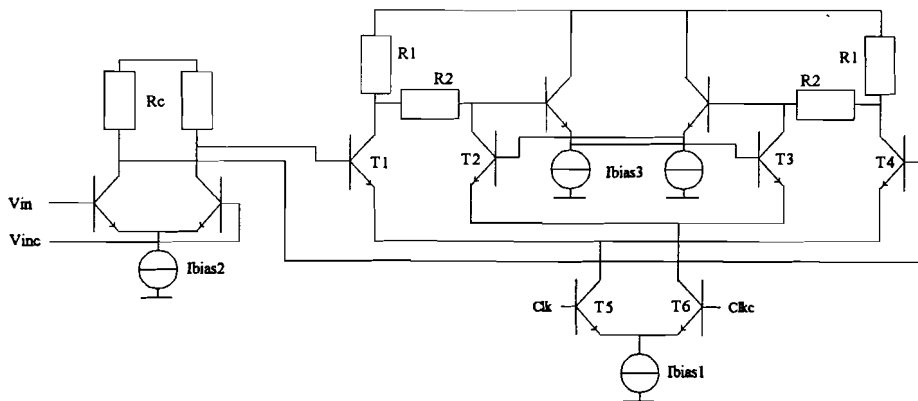 R1
R1
R2
R2
Rc
T1
T2
Ibias3
T3
T4
Vin
Vinc
Ibias2
Clk
T5
T6
Clkc
Ibias1